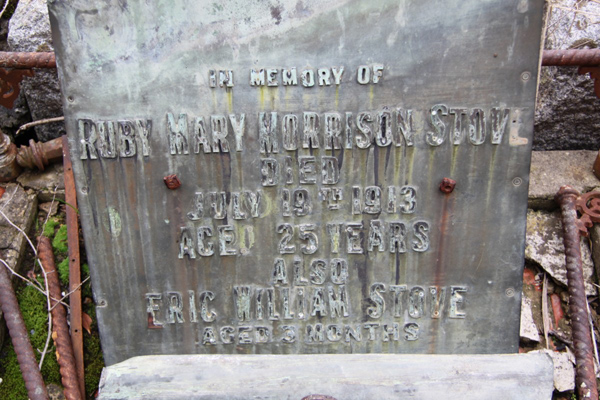 IN MEMORY OF
RUBY MARY MORRISON STOVE
DIED
JULY 19TH 1913
AGE 25 YEARS
ALSO
ERIC WILLIAM STOVE
AGED 3 MONTHS